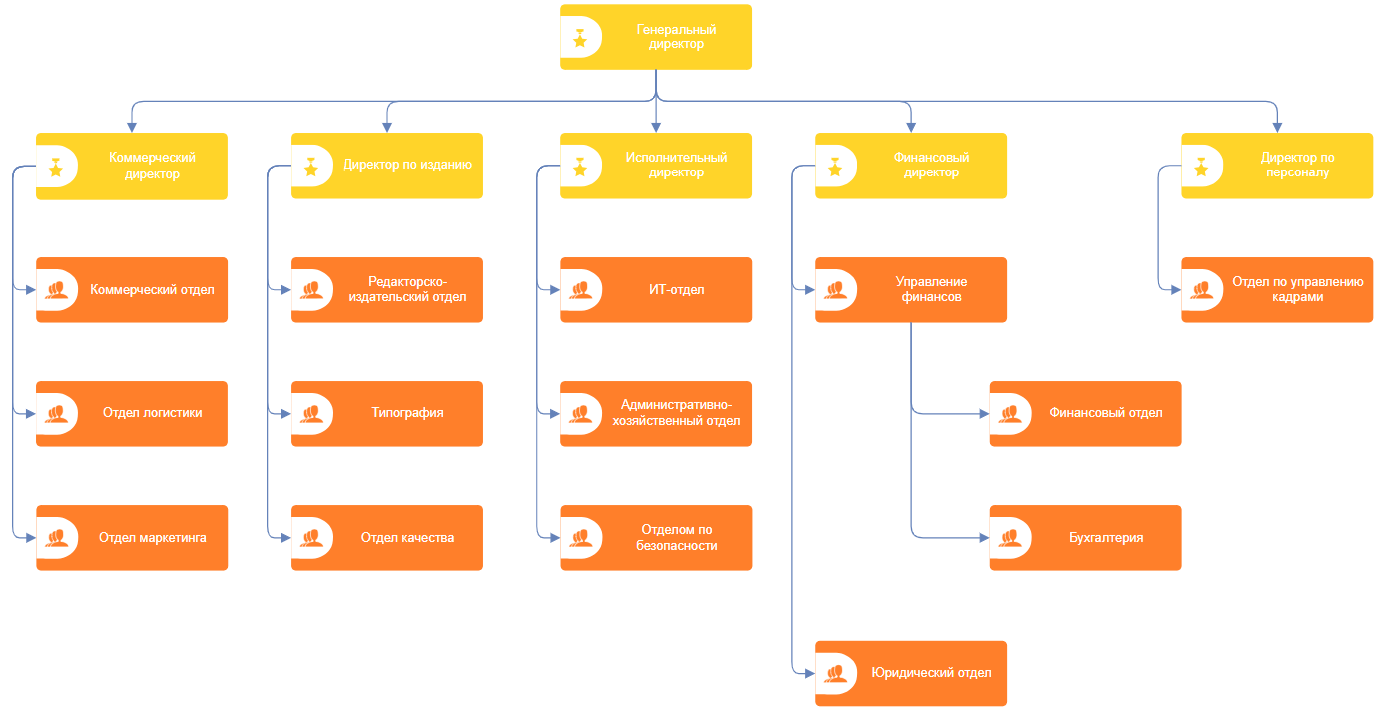 Генеральный
директор
Коммерческий
директор
Директор по изданию
Исполнительный
директор
Финансовый
директор
Директор по
персоналу
Коммерческий отдел
Редакторско-
издательский отдел
ИТ-отдел
Управление
финансов
Отдел по управлению
кадрами
Отдел логистики
Типография
Административно-
хозяйственный отдел
Финансовый отдел
Отдел маркетинга
Отдел качества
Отделом по
безопасности
Бухгалтерия
Юридический отдел